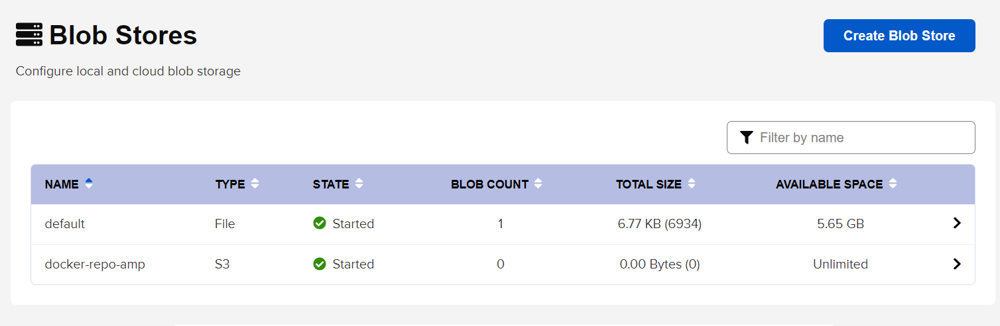 Blob Stores
Create Blob Store
Configure local and cloud blob storage
Filter by name
NAME TYPE STATE BLOB COUNT TOTAL SIZE AVAILABLE SPACE
default File Started 1 6.77 KB (6934) 5.65 GB
docker-repo-amp S3 Started 0 0.00 Bytes (0) Unlimited